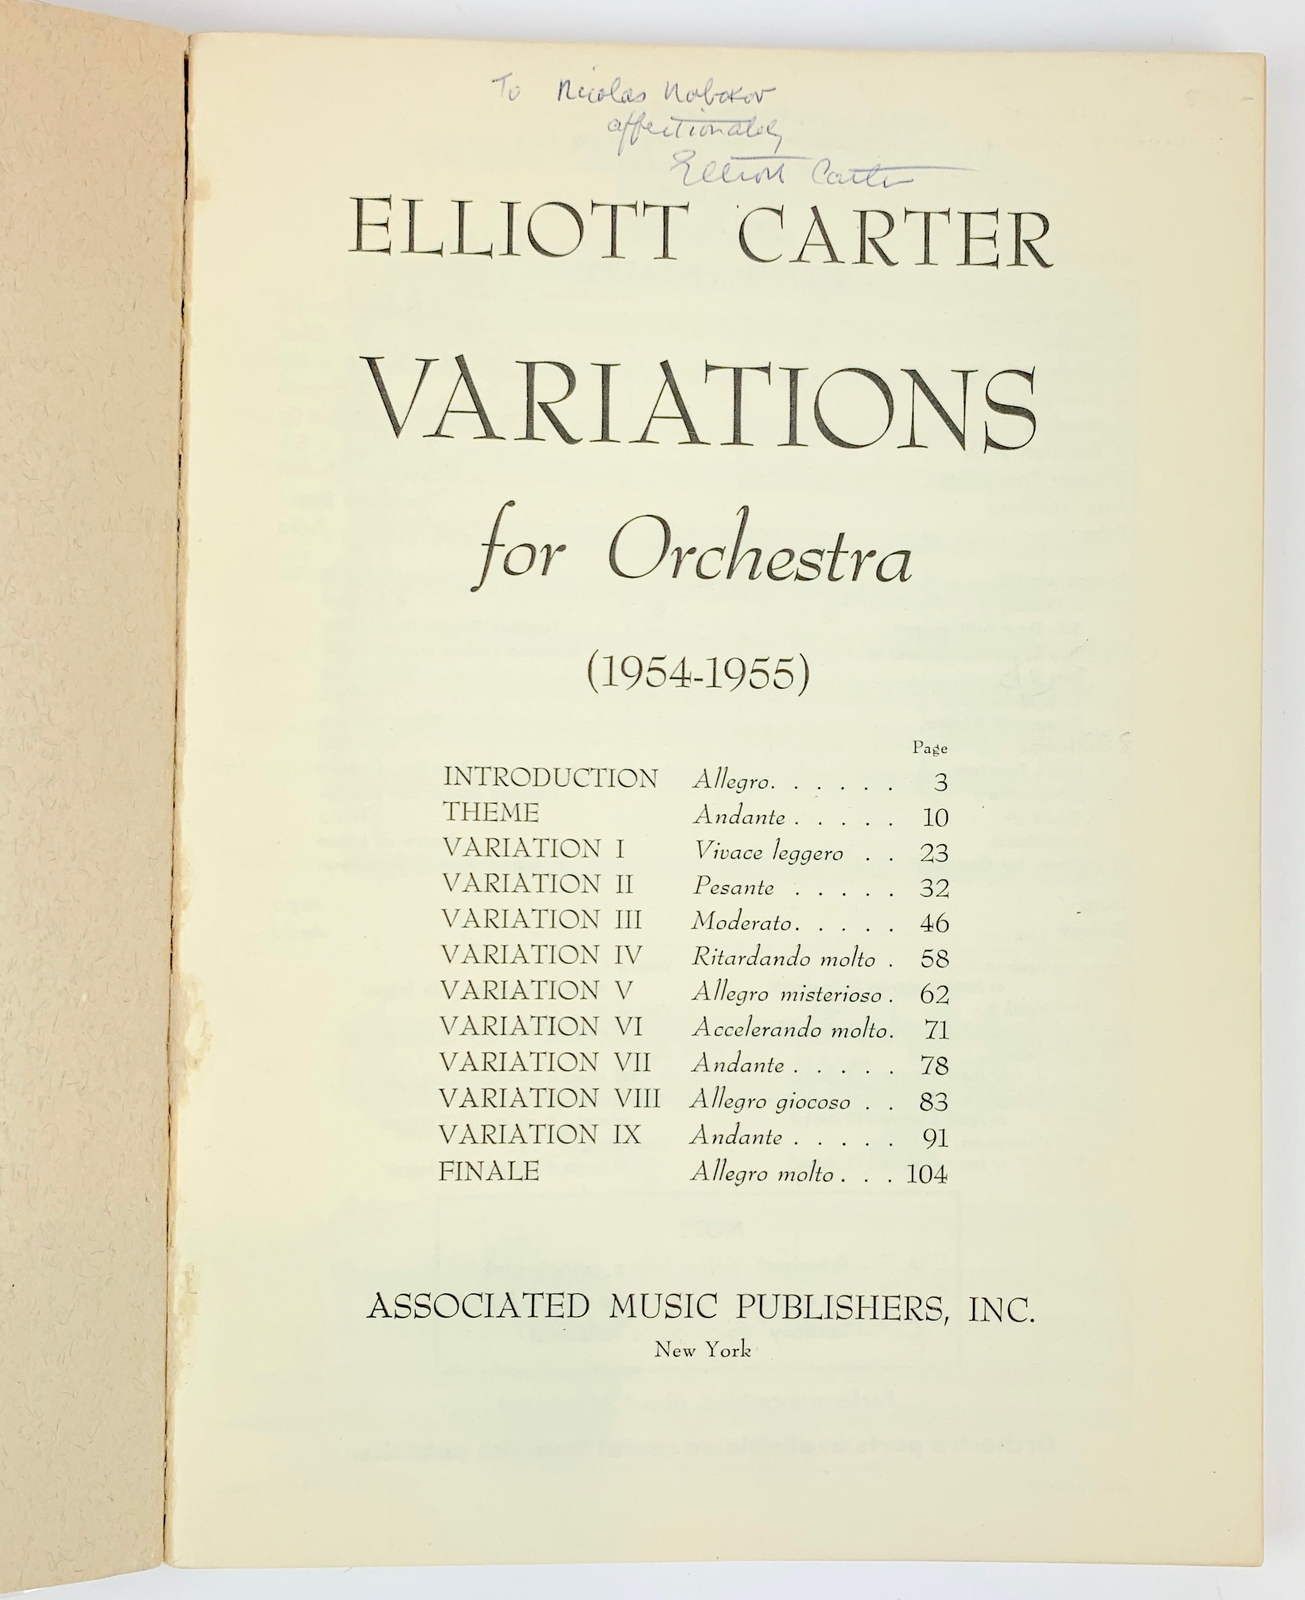 To Nicolas Nabokov
affectionately
Elliott Carter
ELLIOTT CARTER
VARIATIONS
for Orchestra
(1954-1955)
Page
INTRODUCTION Allegro. . . . . . 3
THEME Andante . . . . . 10
VARIATION I Vivace leggero . . 23
VARIATION II Pesante . . . . . 32
VARIATION III Moderato. . . . . 46
VARIATION IV Ritardando molto . 58
VARIATION V Allegro misterioso . 62
VARIATION VI Accelerando molto. 71
VARIATION VII Andante . . . . . 78
VARIATION VIII Allegro giocoso . . 83
VARIATION IX Andante . . . . . 91
FINALE Allegro molto . . . 104
ASSOCIATED MUSIC PUBLISHERS, INC.
New York